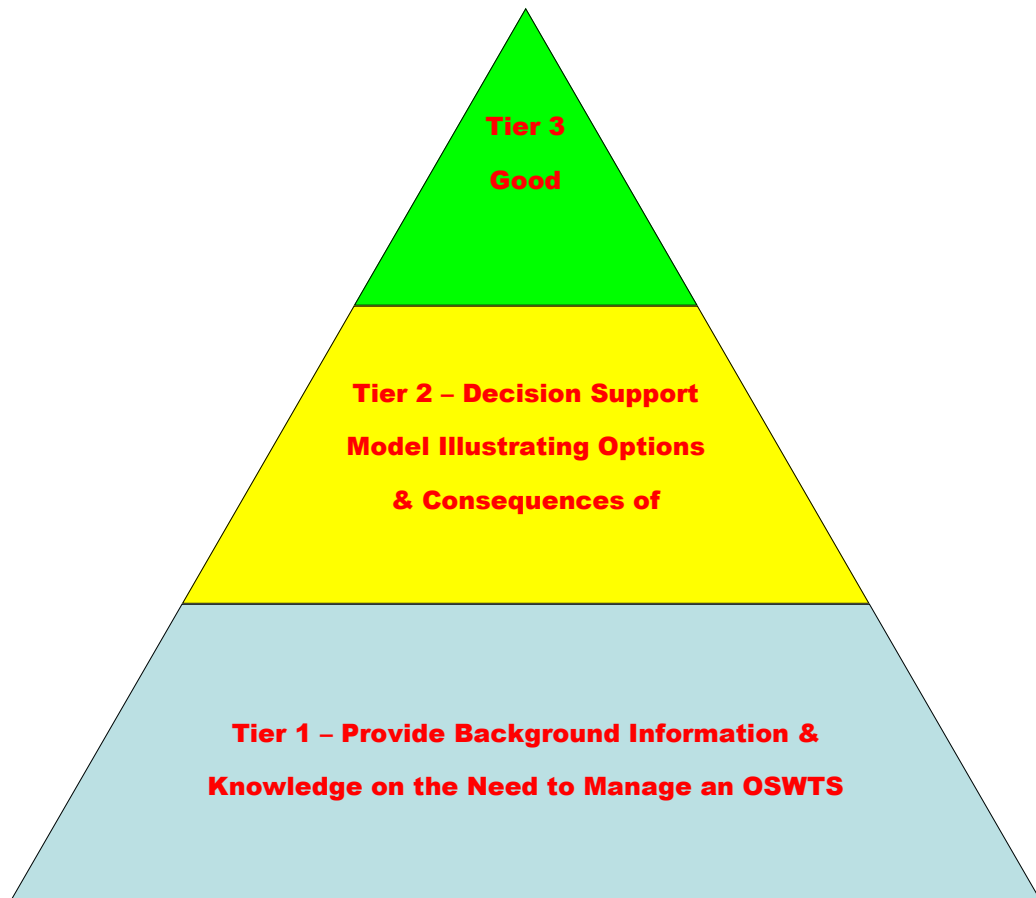 Tier 3
Good
Tier 2 – Decision Support
Model Illustrating Options
& Consequences of
Tier 1 – Provide Background Information &
Knowledge on the Need to Manage an OSWTS